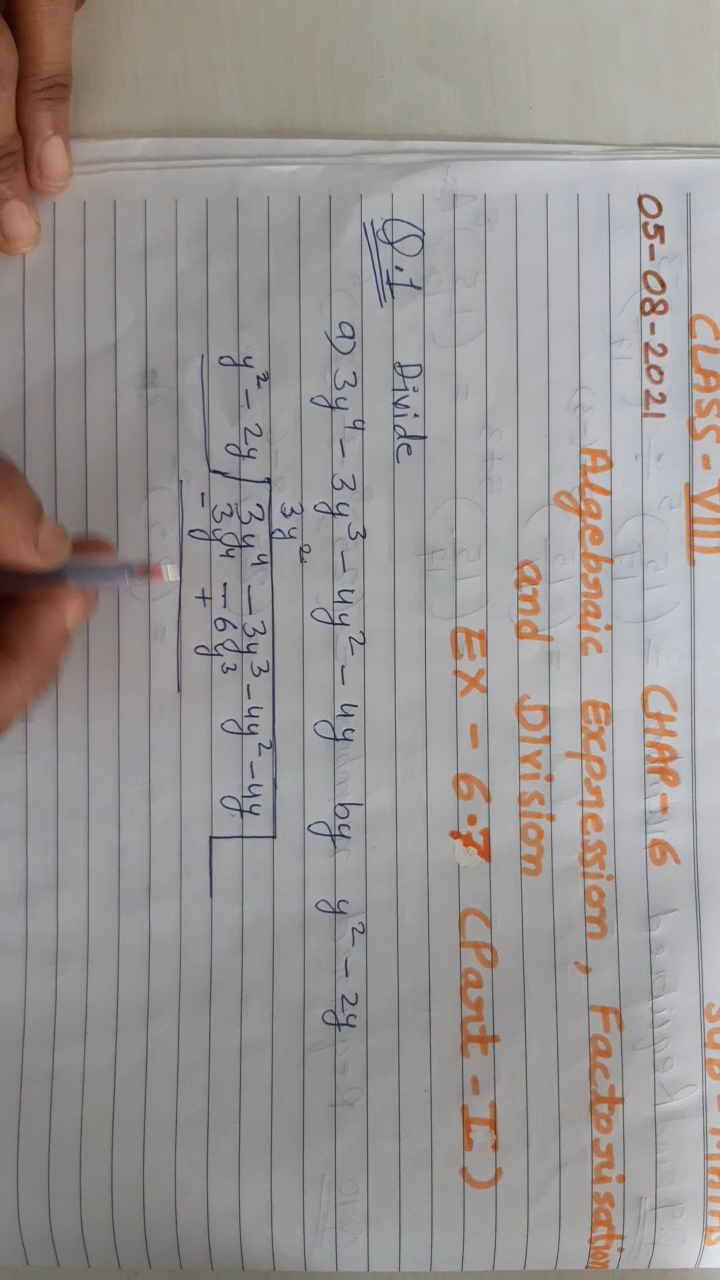 CLASS - VIII
05-08-2021 CHAP - 6
Algebraic Expression, Factorisation
and Division
EX - 6.7 (Part - I)
Q.1 Divide
a) 3y⁴ - 3y³ - 4y² - 4y by y² - 2y
3y²
y² - 2y 3y⁴ - 3y³ - 4y² - 4y
3y⁴ - 6y³
- +